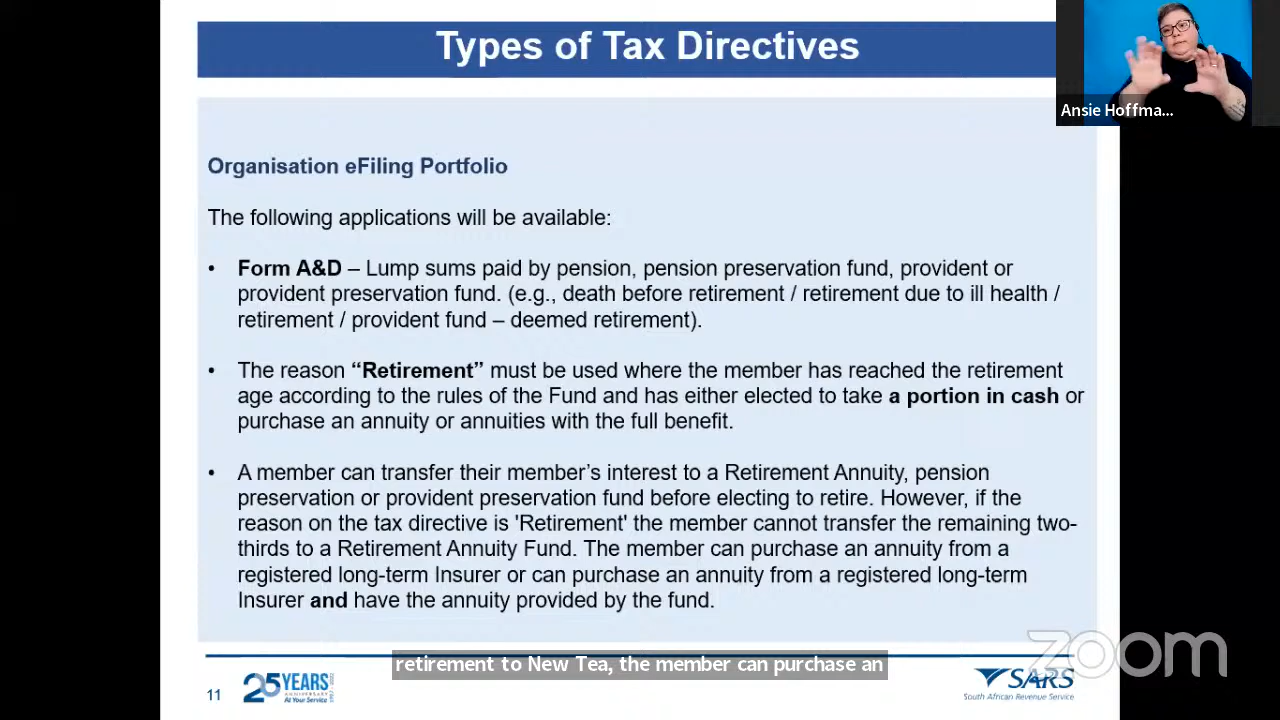 Types of Tax Directives
Ansie Hoffma...
Organisation eFiling Portfolio
The following applications will be available:
• Form A&D – Lump sums paid by pension, pension preservation fund, provident or
provident preservation fund. (e.g., death before retirement / retirement due to ill health /
retirement / provident fund – deemed retirement).
• The reason “Retirement” must be used where the member has reached the retirement
age according to the rules of the Fund and has either elected to take a portion in cash or
purchase an annuity or annuities with the full benefit.
• A member can transfer their member’s interest to a Retirement Annuity, pension
preservation or provident preservation fund before electing to retire. However, if the
reason on the tax directive is 'Retirement' the member cannot transfer the remaining two-
thirds to a Retirement Annuity Fund. The member can purchase an annuity from a
registered long-term Insurer or can purchase an annuity from a registered long-term
Insurer and have the annuity provided by the fund.
retirement to New Tea, the member can purchase an
zoom
11
25 YEARS
ANNIVERSARY
At Your Service
SARS
South African Revenue Service